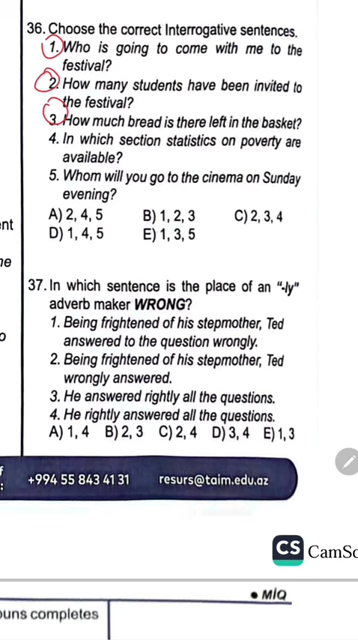 36. Choose the correct Interrogative sentences.
1. Who is going to come with me to the
festival?
2. How many students have been invited to
the festival?
3. How much bread is there left in the basket?
4. In which section statistics on poverty are
available?
5. Whom will you go to the cinema on Sunday
evening?
A) 2, 4, 5 B) 1, 2, 3 C) 2, 3, 4
D) 1, 4, 5 E) 1, 3, 5
37. In which sentence is the place of an “-ly”
adverb maker WRONG?
1. Being frightened of his stepmother, Ted
answered to the question wrongly.
2. Being frightened of his stepmother, Ted
wrongly answered.
3. He answered rightly all the questions.
4. He rightly answered all the questions.
A) 1, 4 B) 2, 3 C) 2, 4 D) 3, 4 E) 1, 3
+994 55 843 41 31 resurs@taim.edu.az
CS CamSc
• MİQ
ouns completes